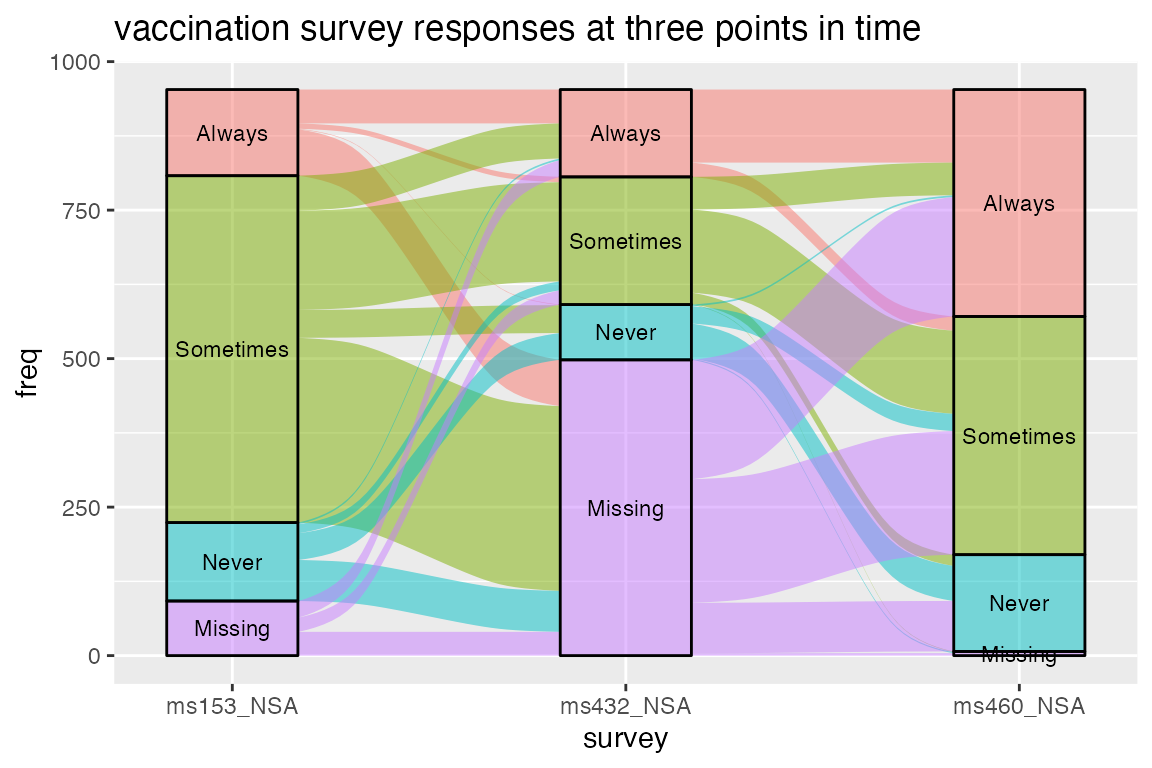 vaccination survey responses at three points in time
1000
750
500
250
0
freq
Always
Sometimes
Never
Missing
Always
Sometimes
Never
Missing
Always
Sometimes
Never
Missing
ms153_NSA
ms432_NSA
ms460_NSA
survey